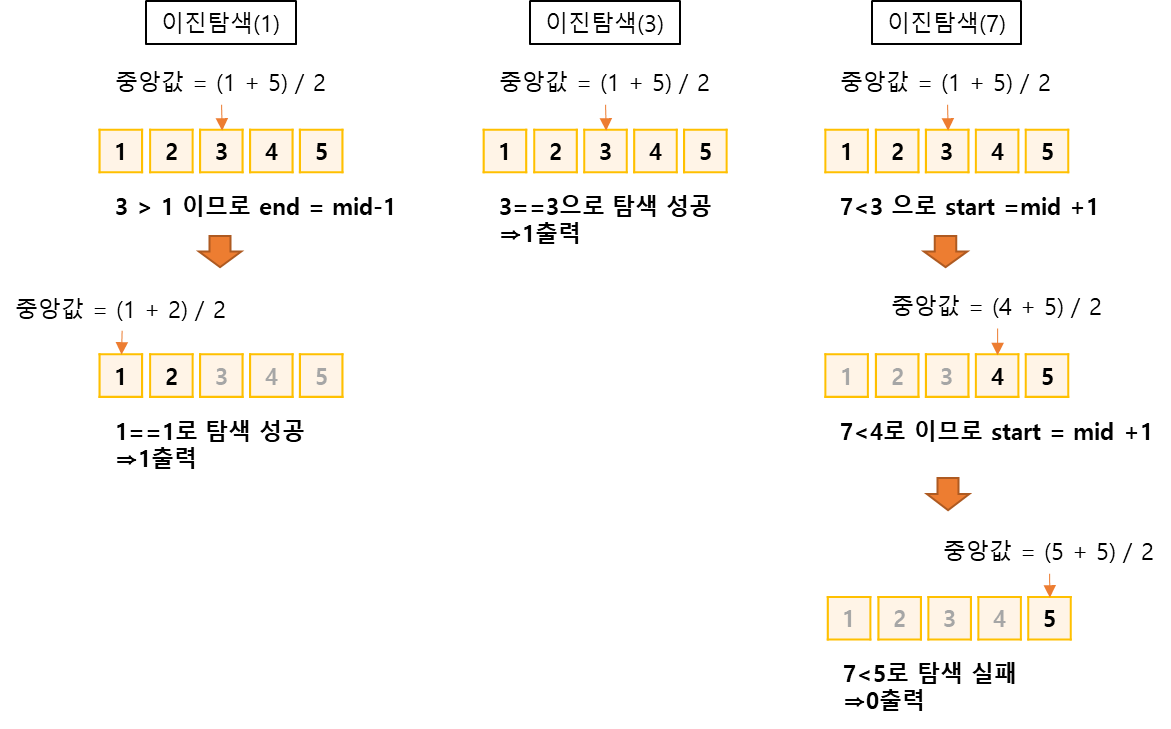 이진탐색(1)
중앙값 = (1 + 5) / 2
1 2 3 4 5
3 > 1 이므로 end = mid-1
중앙값 = (1 + 2) / 2
1 2 3 4 5
1==1로 탐색 성공
⇒1출력
이진탐색(3)
중앙값 = (1 + 5) / 2
1 2 3 4 5
3==3으로 탐색 성공
⇒1출력
이진탐색(7)
중앙값 = (1 + 5) / 2
1 2 3 4 5
7<3 으로 start =mid +1
중앙값 = (4 + 5) / 2
1 2 3 4 5
7<4로 이므로 start = mid +1
중앙값 = (5 + 5) / 2
1 2 3 4 5
7<5로 탐색 실패
⇒0출력